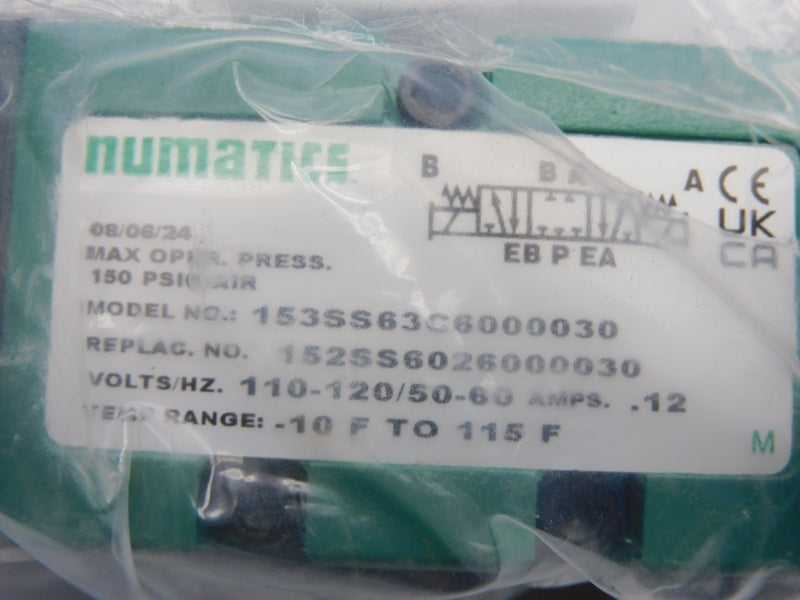 numatics
B
B A
A
CE
UK
CA
EB P EA
08/06/24
MAX OPER. PRESS.
150 PSIG AIR
MODEL NO.: 153SS63C6000030
REPLAC. NO. 152SS6026000030
VOLTS/HZ. 110-120/50-60 AMPS. .12
TEMP RANGE: -10 F TO 115 F
M